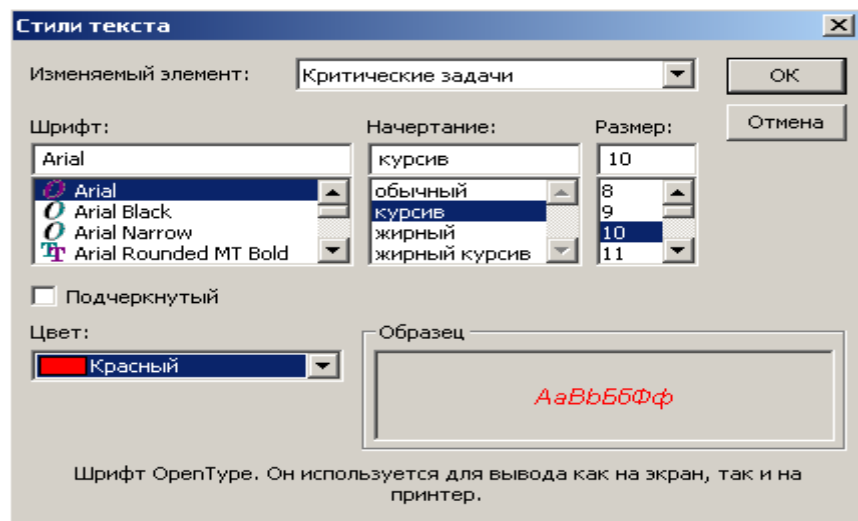 Стили текста
Изменяемый элемент: Критические задачи ОК
Отмена
Шрифт: Начертание: Размер:
Arial курсив 10
Arial обычный 8
Arial Black курсив 9
Arial Narrow жирный 10
Arial Rounded MT Bold жирный курсив 11
Подчеркнутый
Цвет: Образец
Красный
АаВbБбФф
Шрифт OpenType. Он используется для вывода как на экран, так и на
принтер.